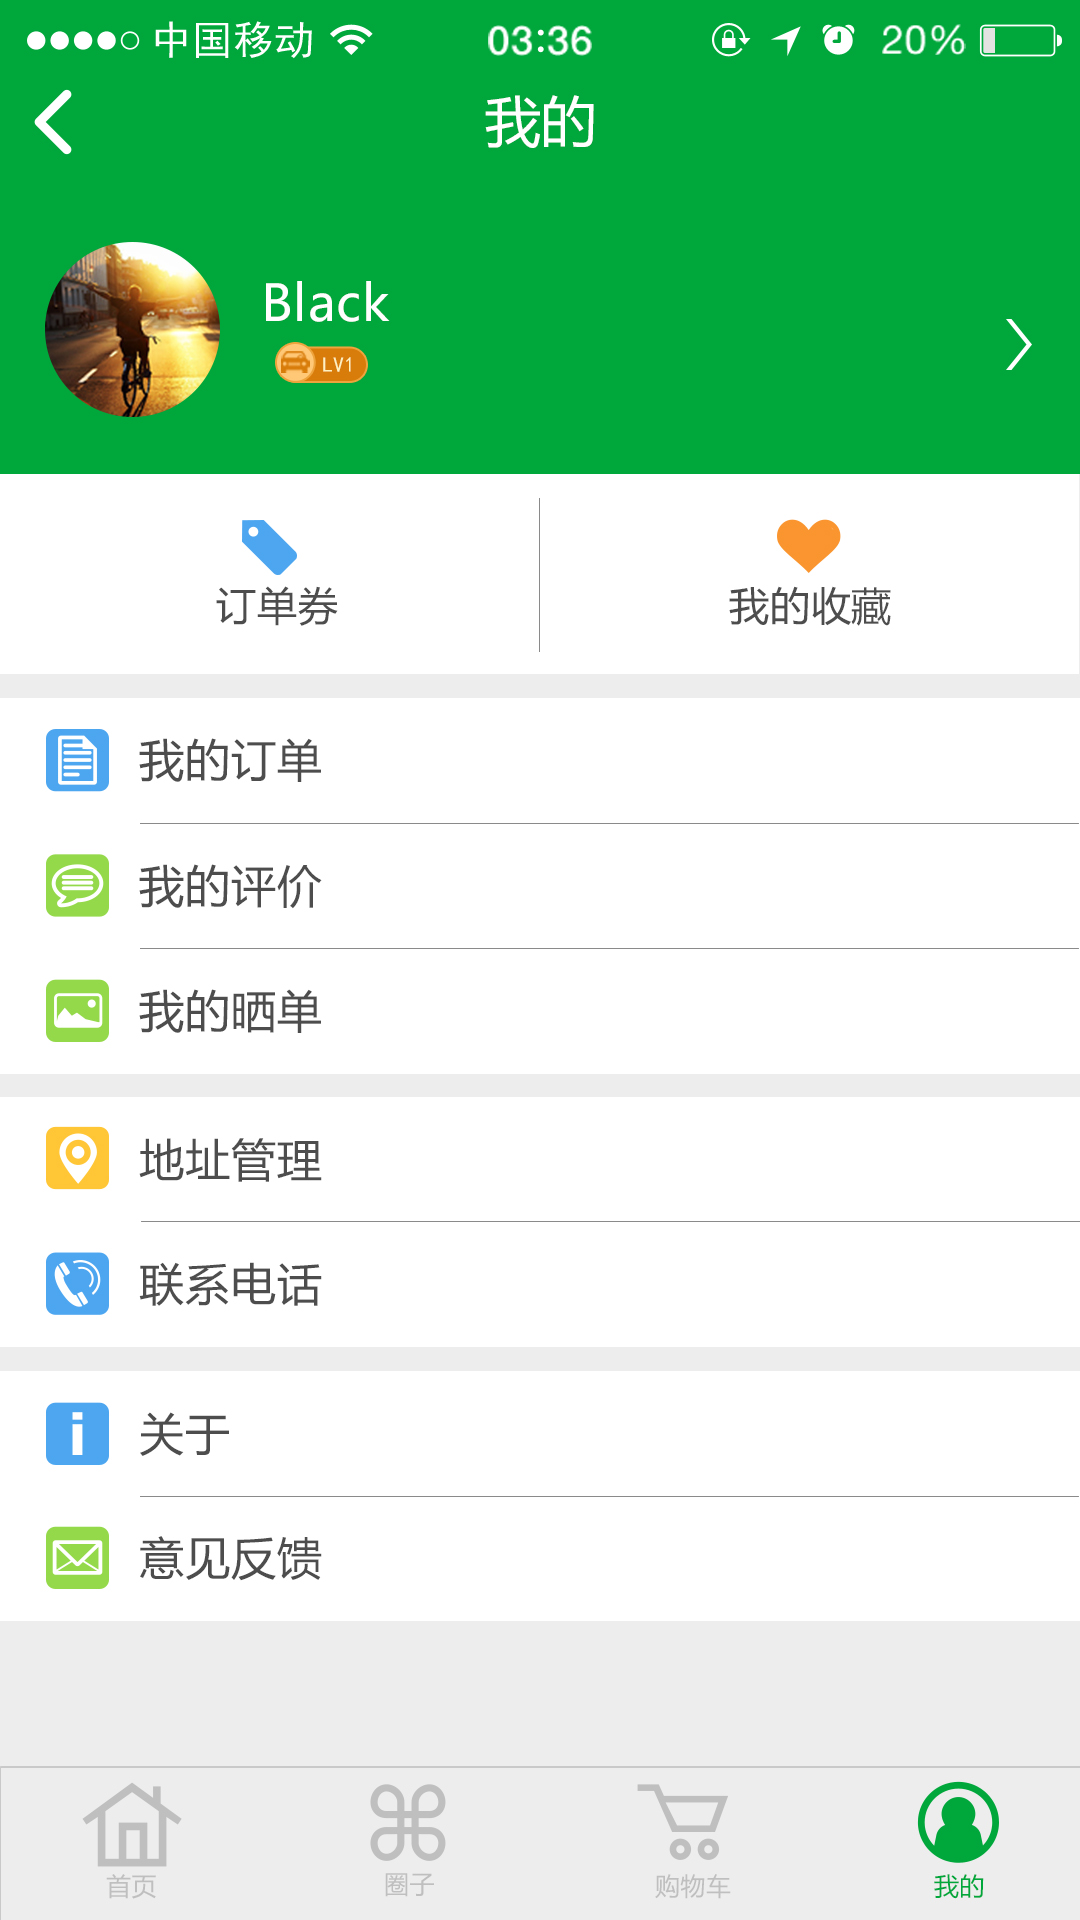 中国移动 03:36 20%
我的
Black
LV1
订单券 我的收藏
我的订单
我的评价
我的晒单
地址管理
联系电话
关于
意见反馈
首页 圈子 购物车 我的